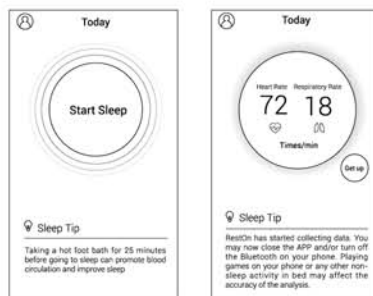 Today
Start Sleep
Sleep Tip
Taking a hot foot bath for 25 minutes
before going to sleep can promote blood
circulation and improve sleep
Today
Heart Rate Respiratory Rate
72 18
Times/min
Get up
Sleep Tip
RestOn has started collecting data. You
may now close the APP and/or turn off
the Bluetooth on your phone. Playing
games on your phone or any other non-
sleep activity in bed may affect the
accuracy of the analysis.